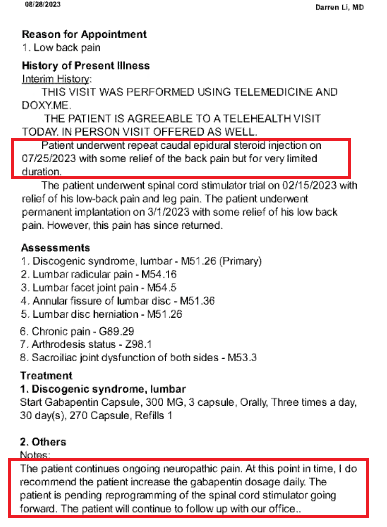 08/28/2023
Darren Li, MD
Reason for Appointment
1. Low back pain
History of Present Illness
Interim History:
THIS VISIT WAS PERFORMED USING TELEMEDICINE AND
DOXY.ME.
THE PATIENT IS AGREEABLE TO A TELEHEALTH VISIT
TODAY. IN PERSON VISIT OFFERED AS WELL.
Patient underwent repeat caudal epidural steroid injection on
07/25/2023 with some relief of the back pain but for very limited
duration.
The patient underwent spinal cord stimulator trial on 02/15/2023 with
relief of his low-back pain and leg pain. The patient underwent
permanent implantation on 3/1/2023 with some relief of his low back
pain. However, this pain has since returned.
Assessments
1. Discogenic syndrome, lumbar - M51.26 (Primary)
2. Lumbar radicular pain - M54.16
3. Lumbar facet joint pain - M54.5
4. Annular fissure of lumbar disc - M51.36
5. Lumbar disc herniation - M51.26
6. Chronic pain - G89.29
7. Arthrodesis status - Z98.1
8. Sacroiliac joint dysfunction of both sides - M53.3
Treatment
1. Discogenic syndrome, lumbar
Start Gabapentin Capsule, 300 MG, 3 capsule, Orally, Three times a day,
30 day(s), 270 Capsule, Refills 1
2. Others
Notes:
The patient continues ongoing neuropathic pain. At this point in time, I do
recommend the patient increase the gabapentin dosage daily. The
patient is pending reprogramming of the spinal cord stimulator going
forward. The patient will continue to follow up with our office..